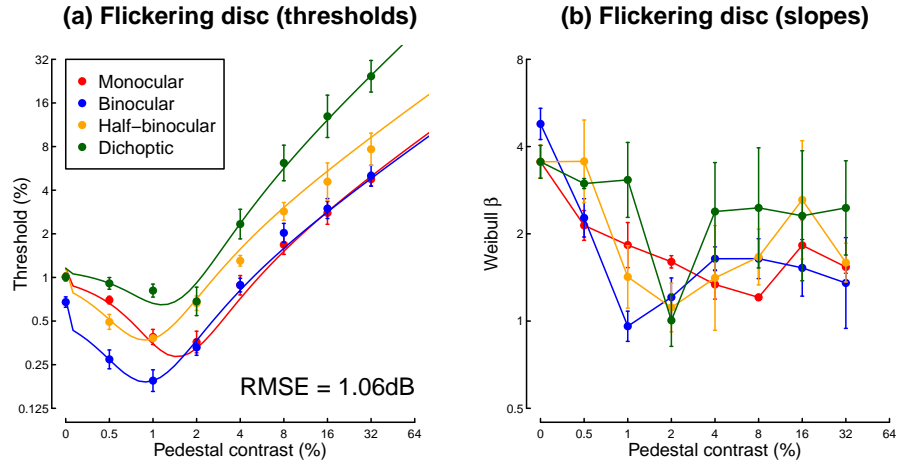 (a) Flickering disc (thresholds)
32
16
8
4
2
1
0.5
0.25
0.125
Threshold (%)
Monocular
Binocular
Half−binocular
Dichoptic
RMSE = 1.06dB
0 0.5 1 2 4 8 16 32 64
Pedestal contrast (%)
(b) Flickering disc (slopes)
8
4
2
1
0.5
Weibull β
0 0.5 1 2 4 8 16 32 64
Pedestal contrast (%)